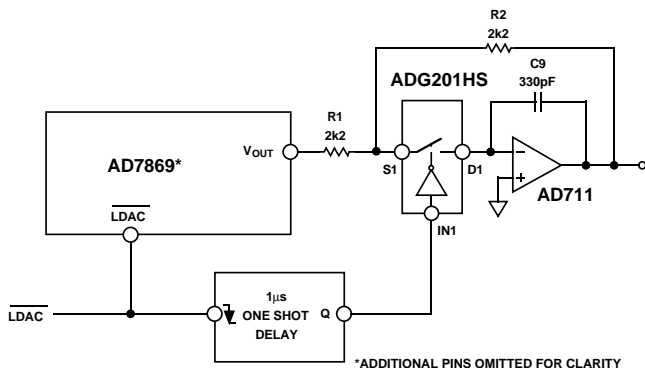 R2
2k2
C9
330pF
ADG201HS
R1
2k2
VOUT
AD7869*
S1
D1
–
+
AD711
LDAC
IN1
1μs
ONE SHOT
DELAY
Q
LDAC
*ADDITIONAL PINS OMITTED FOR CLARITY